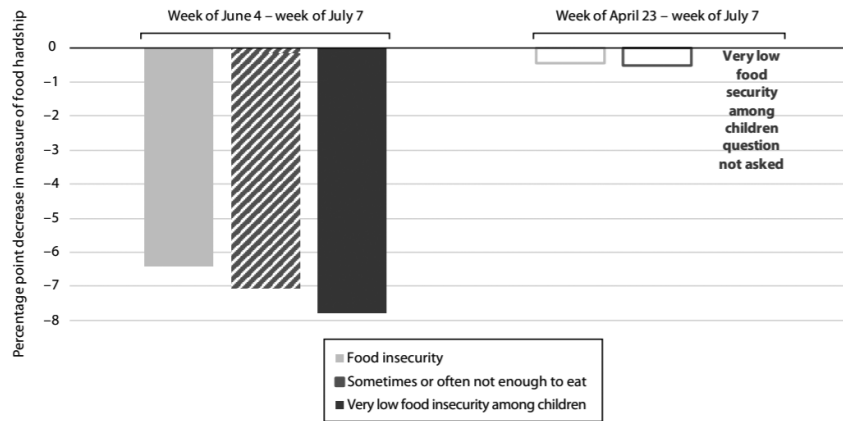 Week of June 4 – week of July 7
Week of April 23 – week of July 7
Percentage point decrease in measure of food hardship
0
–1
–2
–3
–4
–5
–6
–7
–8
Very low
food
security
among
children
question
not asked
Food insecurity
Sometimes or often not enough to eat
Very low food insecurity among children